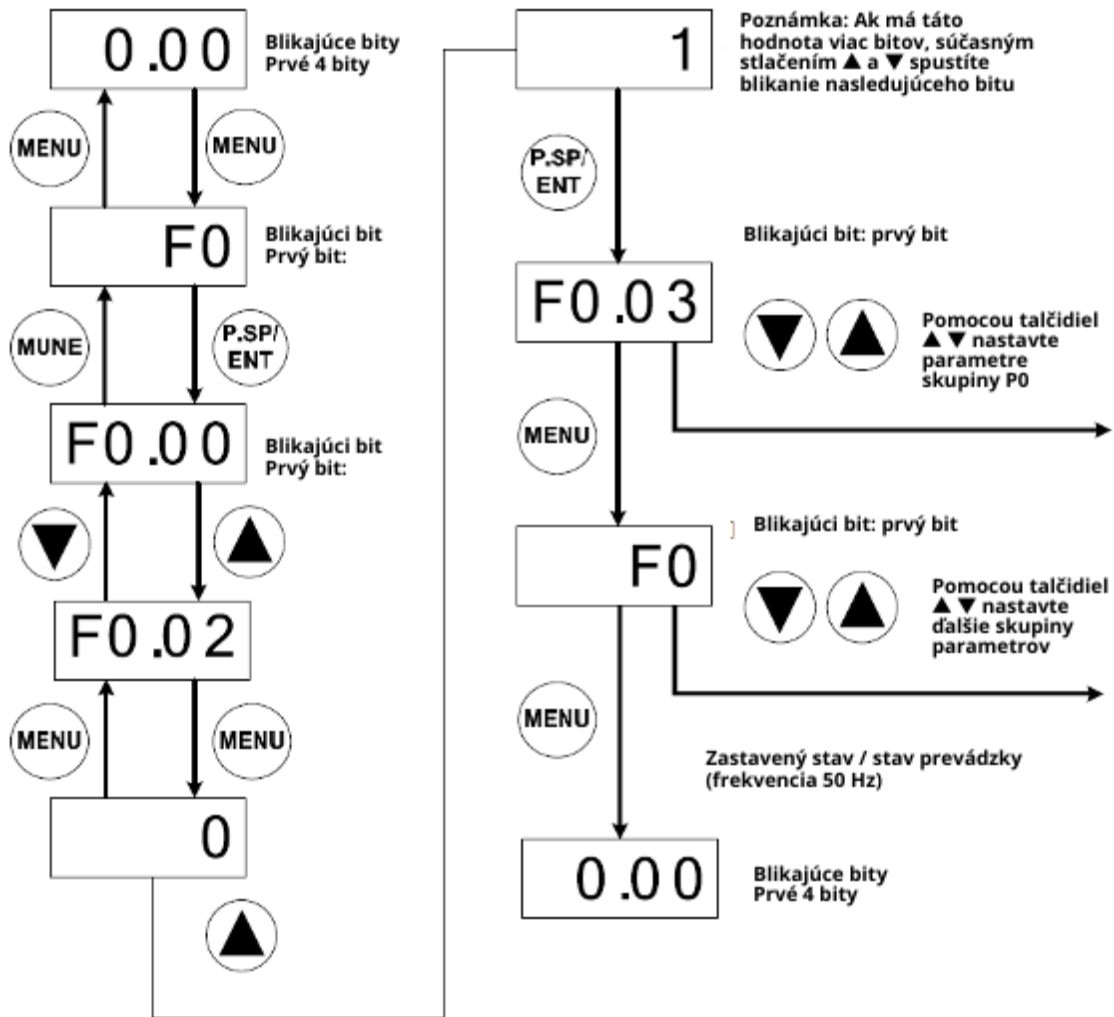 0.00
Blikajúce bity
Prvé 4 bity
MENU
MENU
F0
Blikajúci bit
Prvý bit:
MUNE
P.SP/
ENT
F0.00
Blikajúci bit
Prvý bit:
▼
▲
F0.02
MENU
MENU
0
▲
1
Poznámka: Ak má táto
hodnota viac bitov, súčasným
stlačením ▲ a ▼ spustíte
blikanie nasledujúceho bitu
P.SP/
ENT
Blikajúci bit: prvý bit
F0.03
▼ ▲
Pomocou talčidiel
▲ ▼ nastavte
parametre
skupiny P0
MENU
Blikajúci bit: prvý bit
F0
▼ ▲
Pomocou talčidiel
▲ ▼ nastavte
ďalšie skupiny
parametrov
MENU
Zastavený stav / stav prevádzky
(frekvencia 50 Hz)
0.00
Blikajúce bity
Prvé 4 bity